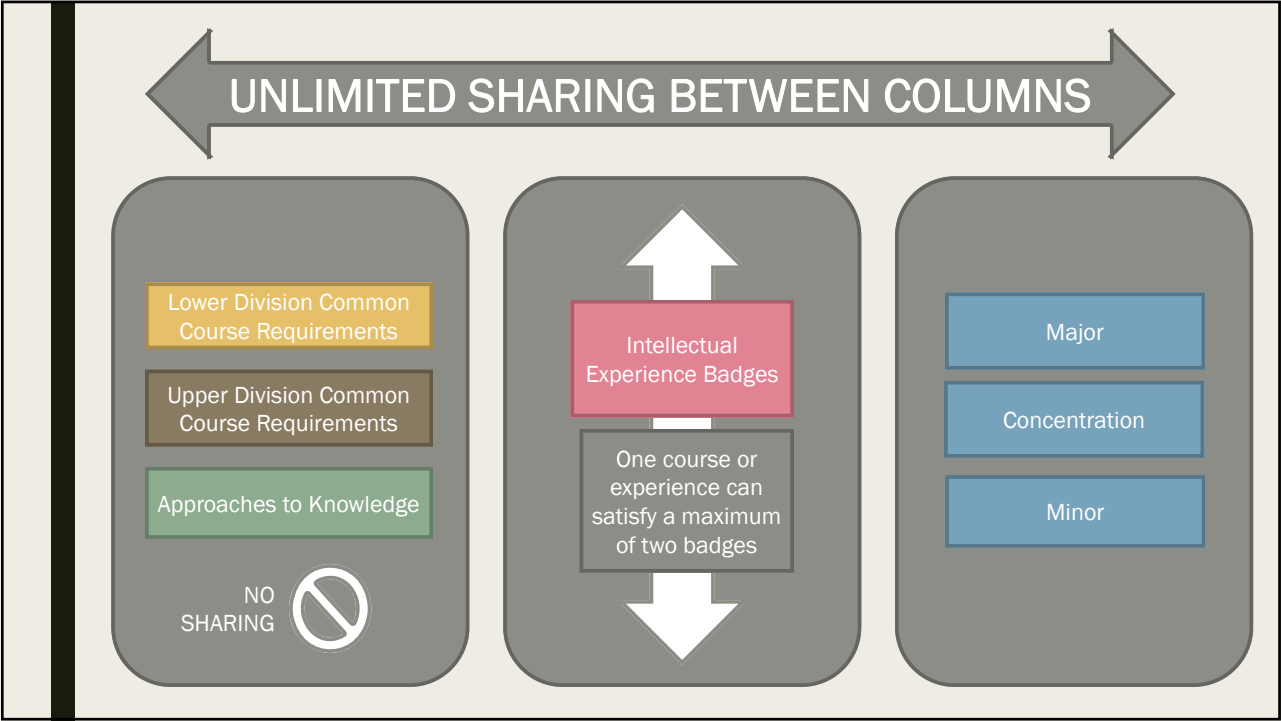 UNLIMITED SHARING BETWEEN COLUMNS
Lower Division Common
Course Requirements
Upper Division Common
Course Requirements
Approaches to Knowledge
NO
SHARING
Intellectual
Experience Badges
One course or
experience can
satisfy a maximum
of two badges
Major
Concentration
Minor